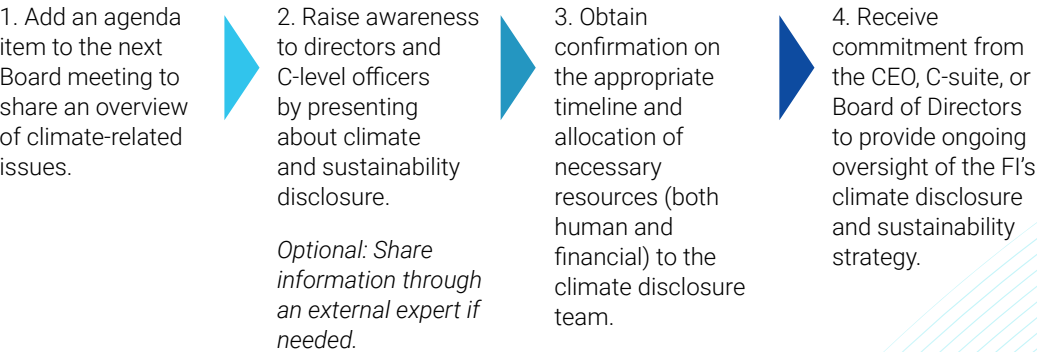 1. Add an agenda
item to the next
Board meeting to
share an overview
of climate-related
issues.
2. Raise awareness
to directors and
C-level officers
by presenting
about climate
and sustainability
disclosure.
Optional: Share
information through
an external expert if
needed.
3. Obtain
confirmation on
the appropriate
timeline and
allocation of
necessary
resources (both
human and
financial) to the
climate disclosure
team.
4. Receive
commitment from
the CEO, C-suite, or
Board of Directors
to provide ongoing
oversight of the FI's
climate disclosure
and sustainability
strategy.